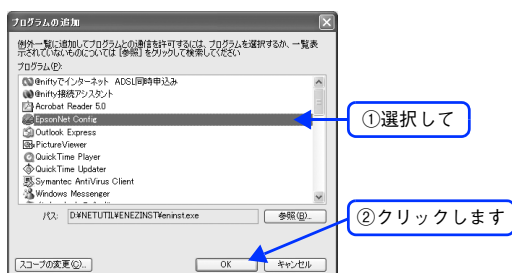 プログラムの追加
例外一覧に追加してプログラムとの通信を許可するには、プログラムを選択するか、一覧表
示されていないものについては [参照] をクリックして検索してください
プログラム(P):
@niftyでインターネット ADSL同時申込み
@nifty接続アシスタント
Acrobat Reader 5.0
EpsonNet Config
Outlook Express
PictureViewer
QuickTime Player
QuickTime Updater
Symantec AntiVirus Client
Windows Messenger
パス: D:¥NETUTIL¥ENEZINST¥eninst.exe 参照(B)...
スコープの変更(C)... OK キャンセル
①選択して
②クリックします